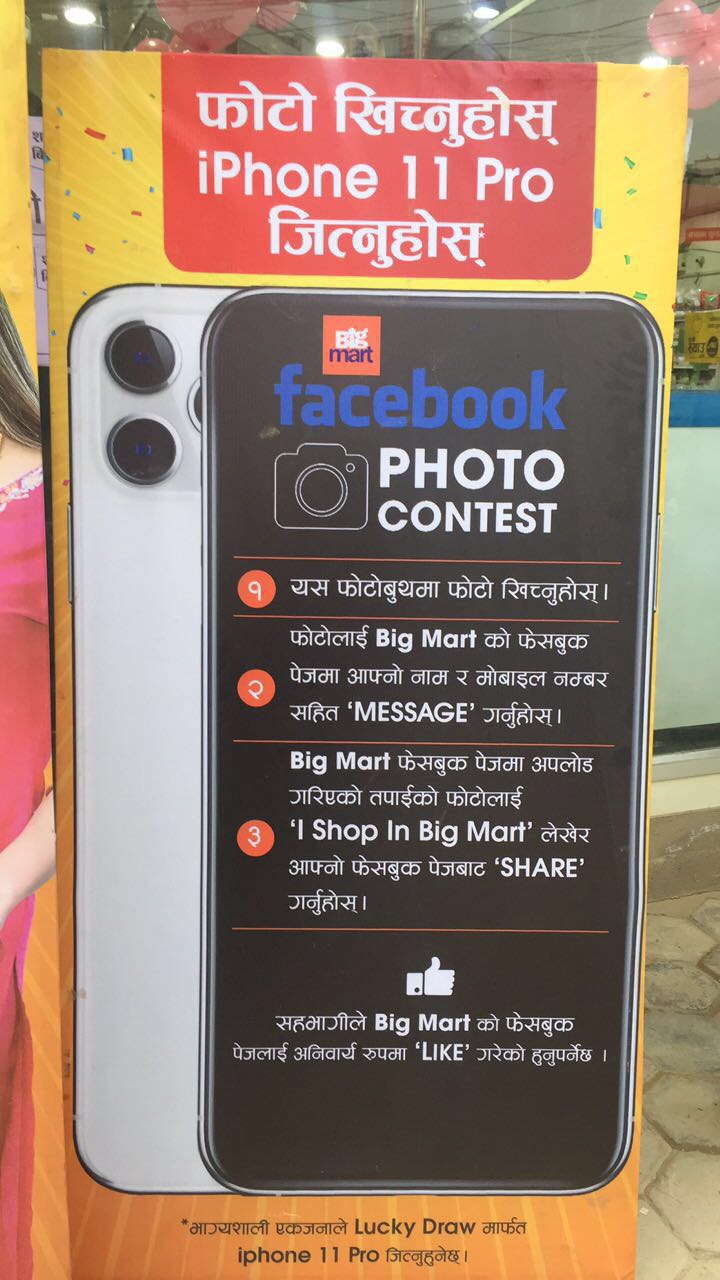 फोटो खिच्नुहोस्
iPhone 11 Pro
जित्नुहोस्*
Big
mart
facebook
PHOTO
CONTEST
१ यस फोटोबुथमा फोटो खिच्नुहोस् ।
फोटोलाई Big Mart को फेसबुक
२ पेजमा आफ्नो नाम र मोबाइल नम्बर
सहित ‘MESSAGE’ गर्नुहोस् ।
Big Mart फेसबुक पेजमा अपलोड
गरिएको तपाईको फोटोलाई
३ ‘I Shop In Big Mart’ लेखेर
आफ्नो फेसबुक पेजबाट ‘SHARE’
गर्नुहोस् ।
सहभागीले Big Mart को फेसबुक
पेजलाई अनिवार्य रुपमा ‘LIKE’ गरेको हुनुपर्नेछ ।
*भाग्यशाली एकजनाले Lucky Draw मार्फत
iphone 11 Pro जित्नुहुनेछ ।